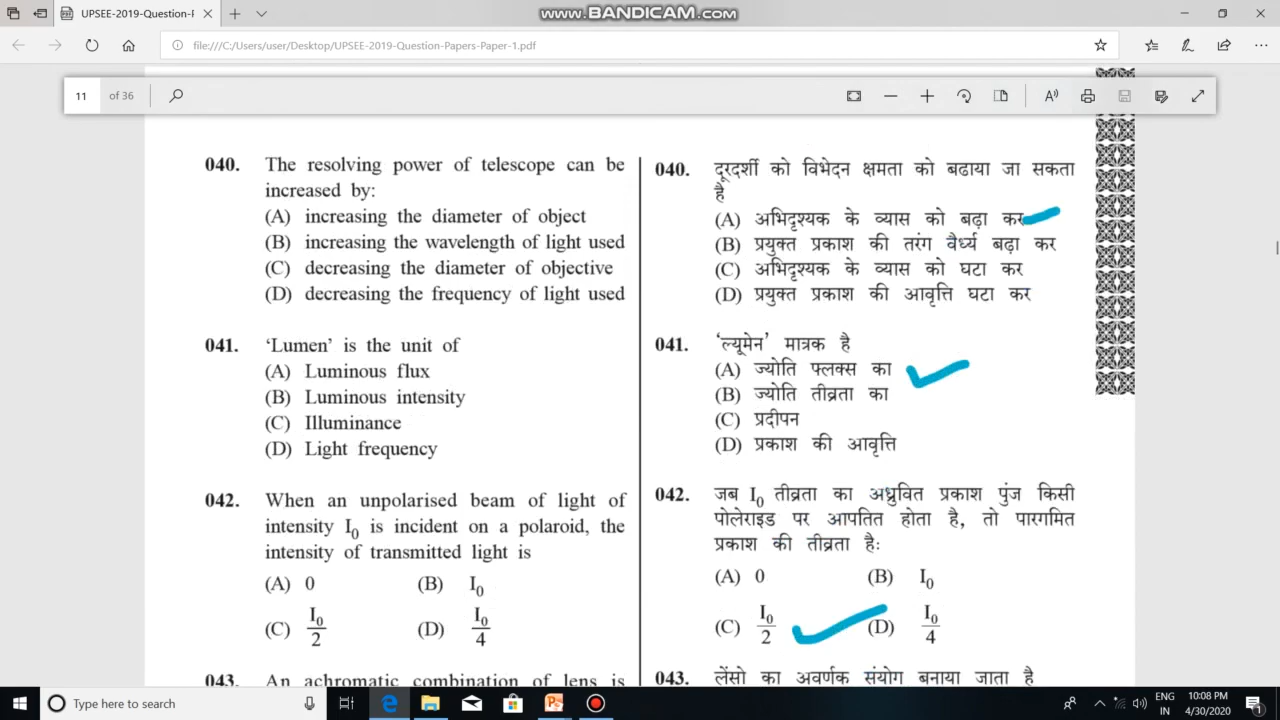 WWW.BANDICAM.COM
UPSEE-2019-Question-P
file:///C:/Users/user/Desktop/UPSEE-2019-Question-Papers-Paper-1.pdf
11 of 36
040. The resolving power of telescope can be
increased by:
(A) increasing the diameter of object
(B) increasing the wavelength of light used
(C) decreasing the diameter of objective
(D) decreasing the frequency of light used
041. ‘Lumen’ is the unit of
(A) Luminous flux
(B) Luminous intensity
(C) Illuminance
(D) Light frequency
042. When an unpolarised beam of light of
intensity I₀ is incident on a polaroid, the
intensity of transmitted light is
(A) 0 (B) I₀
(C) I₀/2 (D) I₀/4
043. An achromatic combination of lens is
040. दूरदर्शी को विभेदन क्षमता को बढाया जा सकता
है
(A) अभिदृश्यक के व्यास को बढ़ा कर
(B) प्रयुक्त प्रकाश की तरंग वैर्ध्य बढ़ा कर
(C) अभिदृश्यक के व्यास को घटा कर
(D) प्रयुक्त प्रकाश की आवृत्ति घटा कर
041. ‘ल्यूमेन’ मात्रक है
(A) ज्योति फ्लक्स का
(B) ज्योति तीव्रता का
(C) प्रदीपन
(D) प्रकाश की आवृत्ति
042. जब I₀ तीव्रता का अध्रुवित प्रकाश पुंज किसी
पोलेराइड पर आपतित होता है, तो पारगमित
प्रकाश की तीव्रता है:
(A) 0 (B) I₀
(C) I₀/2 (D) I₀/4
043. लेंसो का अवर्णक संयोग बनाया जाता है
Type here to search
ENG
IN
10:08 PM
4/30/2020
1